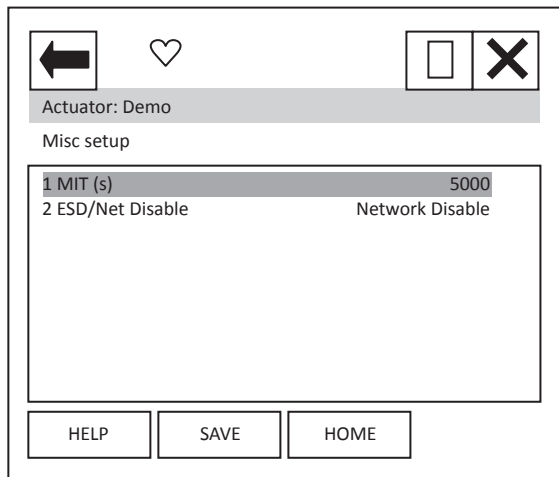 Actuator: Demo
Misc setup
1 MIT (s) 5000
2 ESD/Net Disable Network Disable
HELP SAVE HOME